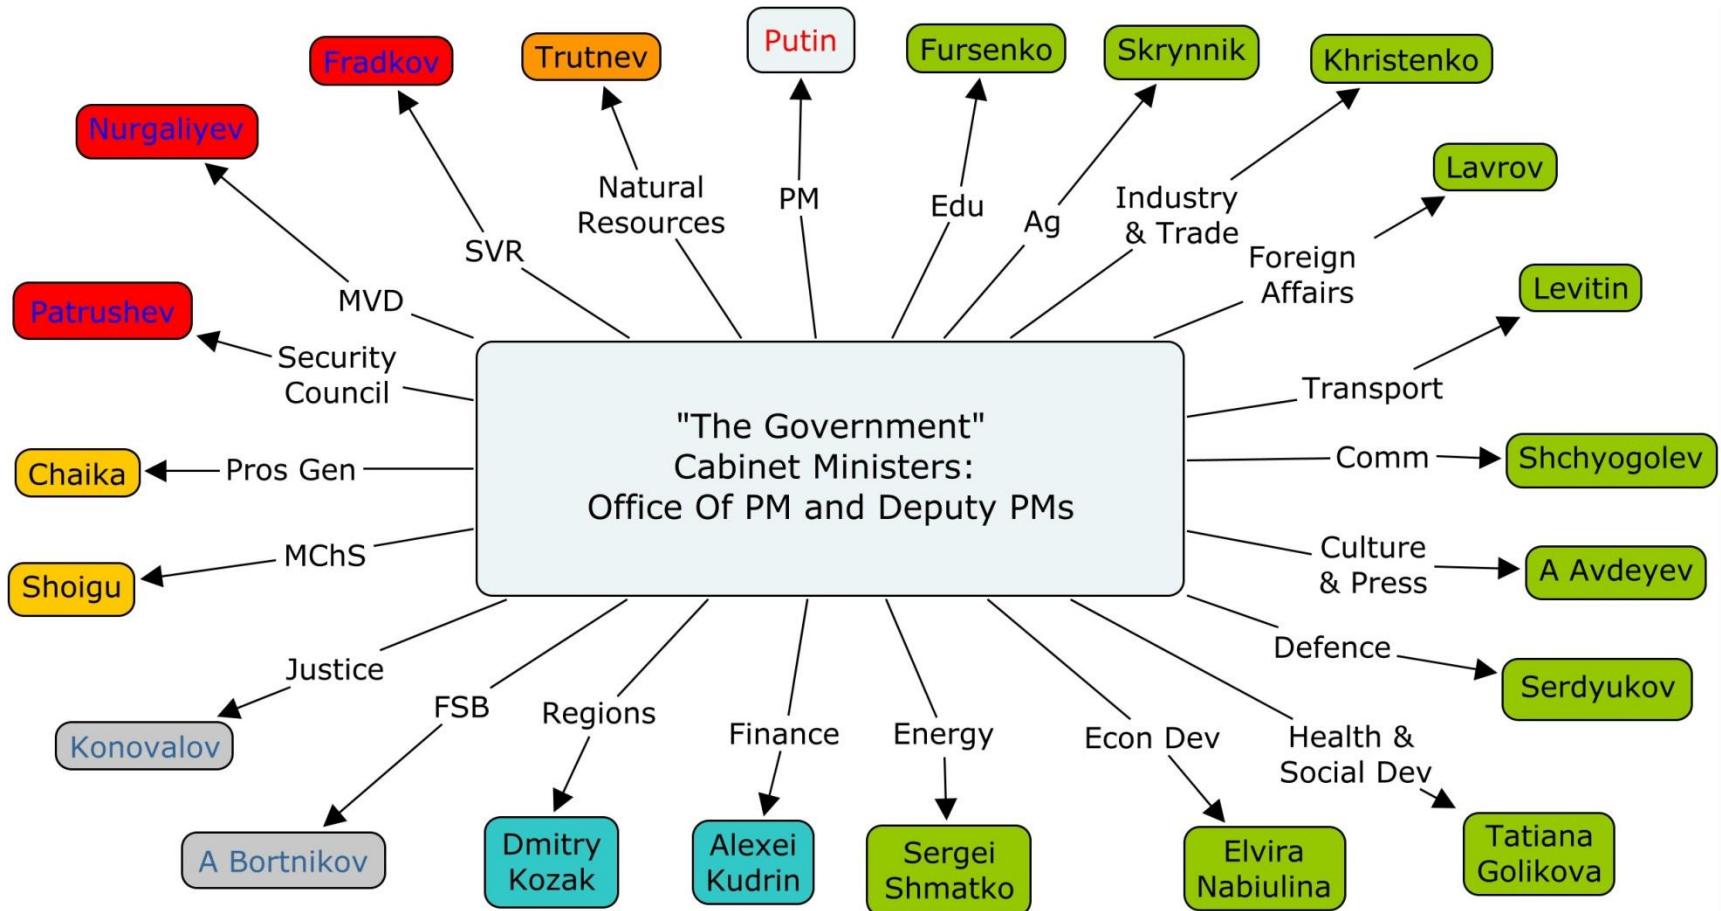 Putin
Fursenko
Skrynnik
Khristenko
Lavrov
Levitin
Shchyogolev
A Avdeyev
Serdyukov
Tatiana
Golikova
Elvira
Nabiulina
Sergei
Shmatko
Alexei
Kudrin
Dmitry
Kozak
A Bortnikov
Konovalov
Shoigu
Chaika
Patrushev
Nurgaliyev
Fradkov
Trutnev
PM
Edu
Ag
Industry
& Trade
Foreign
Affairs
Transport
Comm
Culture
& Press
Defence
Health &
Social Dev
Econ Dev
Energy
Finance
Regions
FSB
Justice
MChS
Pros Gen
Security
Council
MVD
SVR
Natural
Resources
"The Government"
Cabinet Ministers:
Office Of PM and Deputy PMs